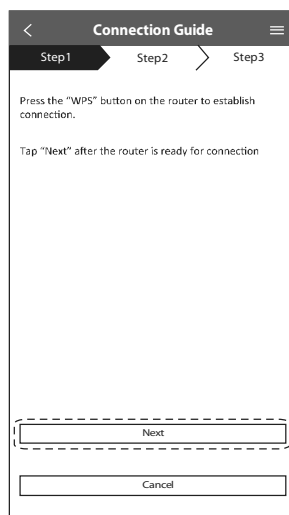 Connection Guide
Step1 Step2 Step3
Press the “WPS” button on the router to establish
connection.
Tap “Next” after the router is ready for connection
Next
Cancel